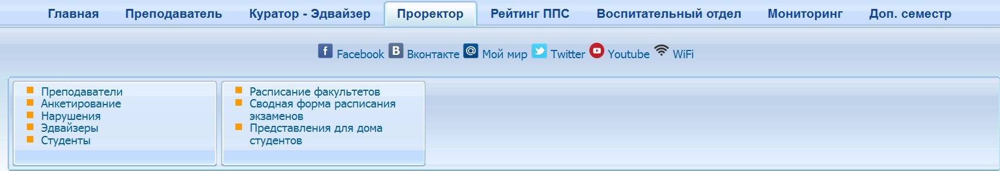 Главная Преподаватель Куратор - Эдвайзер Проректор Рейтинг ППС Воспитательный отдел Мониторинг Доп. семестр
Facebook Вконтакте Мой мир Twitter Youtube WiFi
Преподаватели
Анкетирование
Нарушения
Эдвайзеры
Студенты
Расписание факультетов
Сводная форма расписания
экзаменов
Представления для дома
студентов